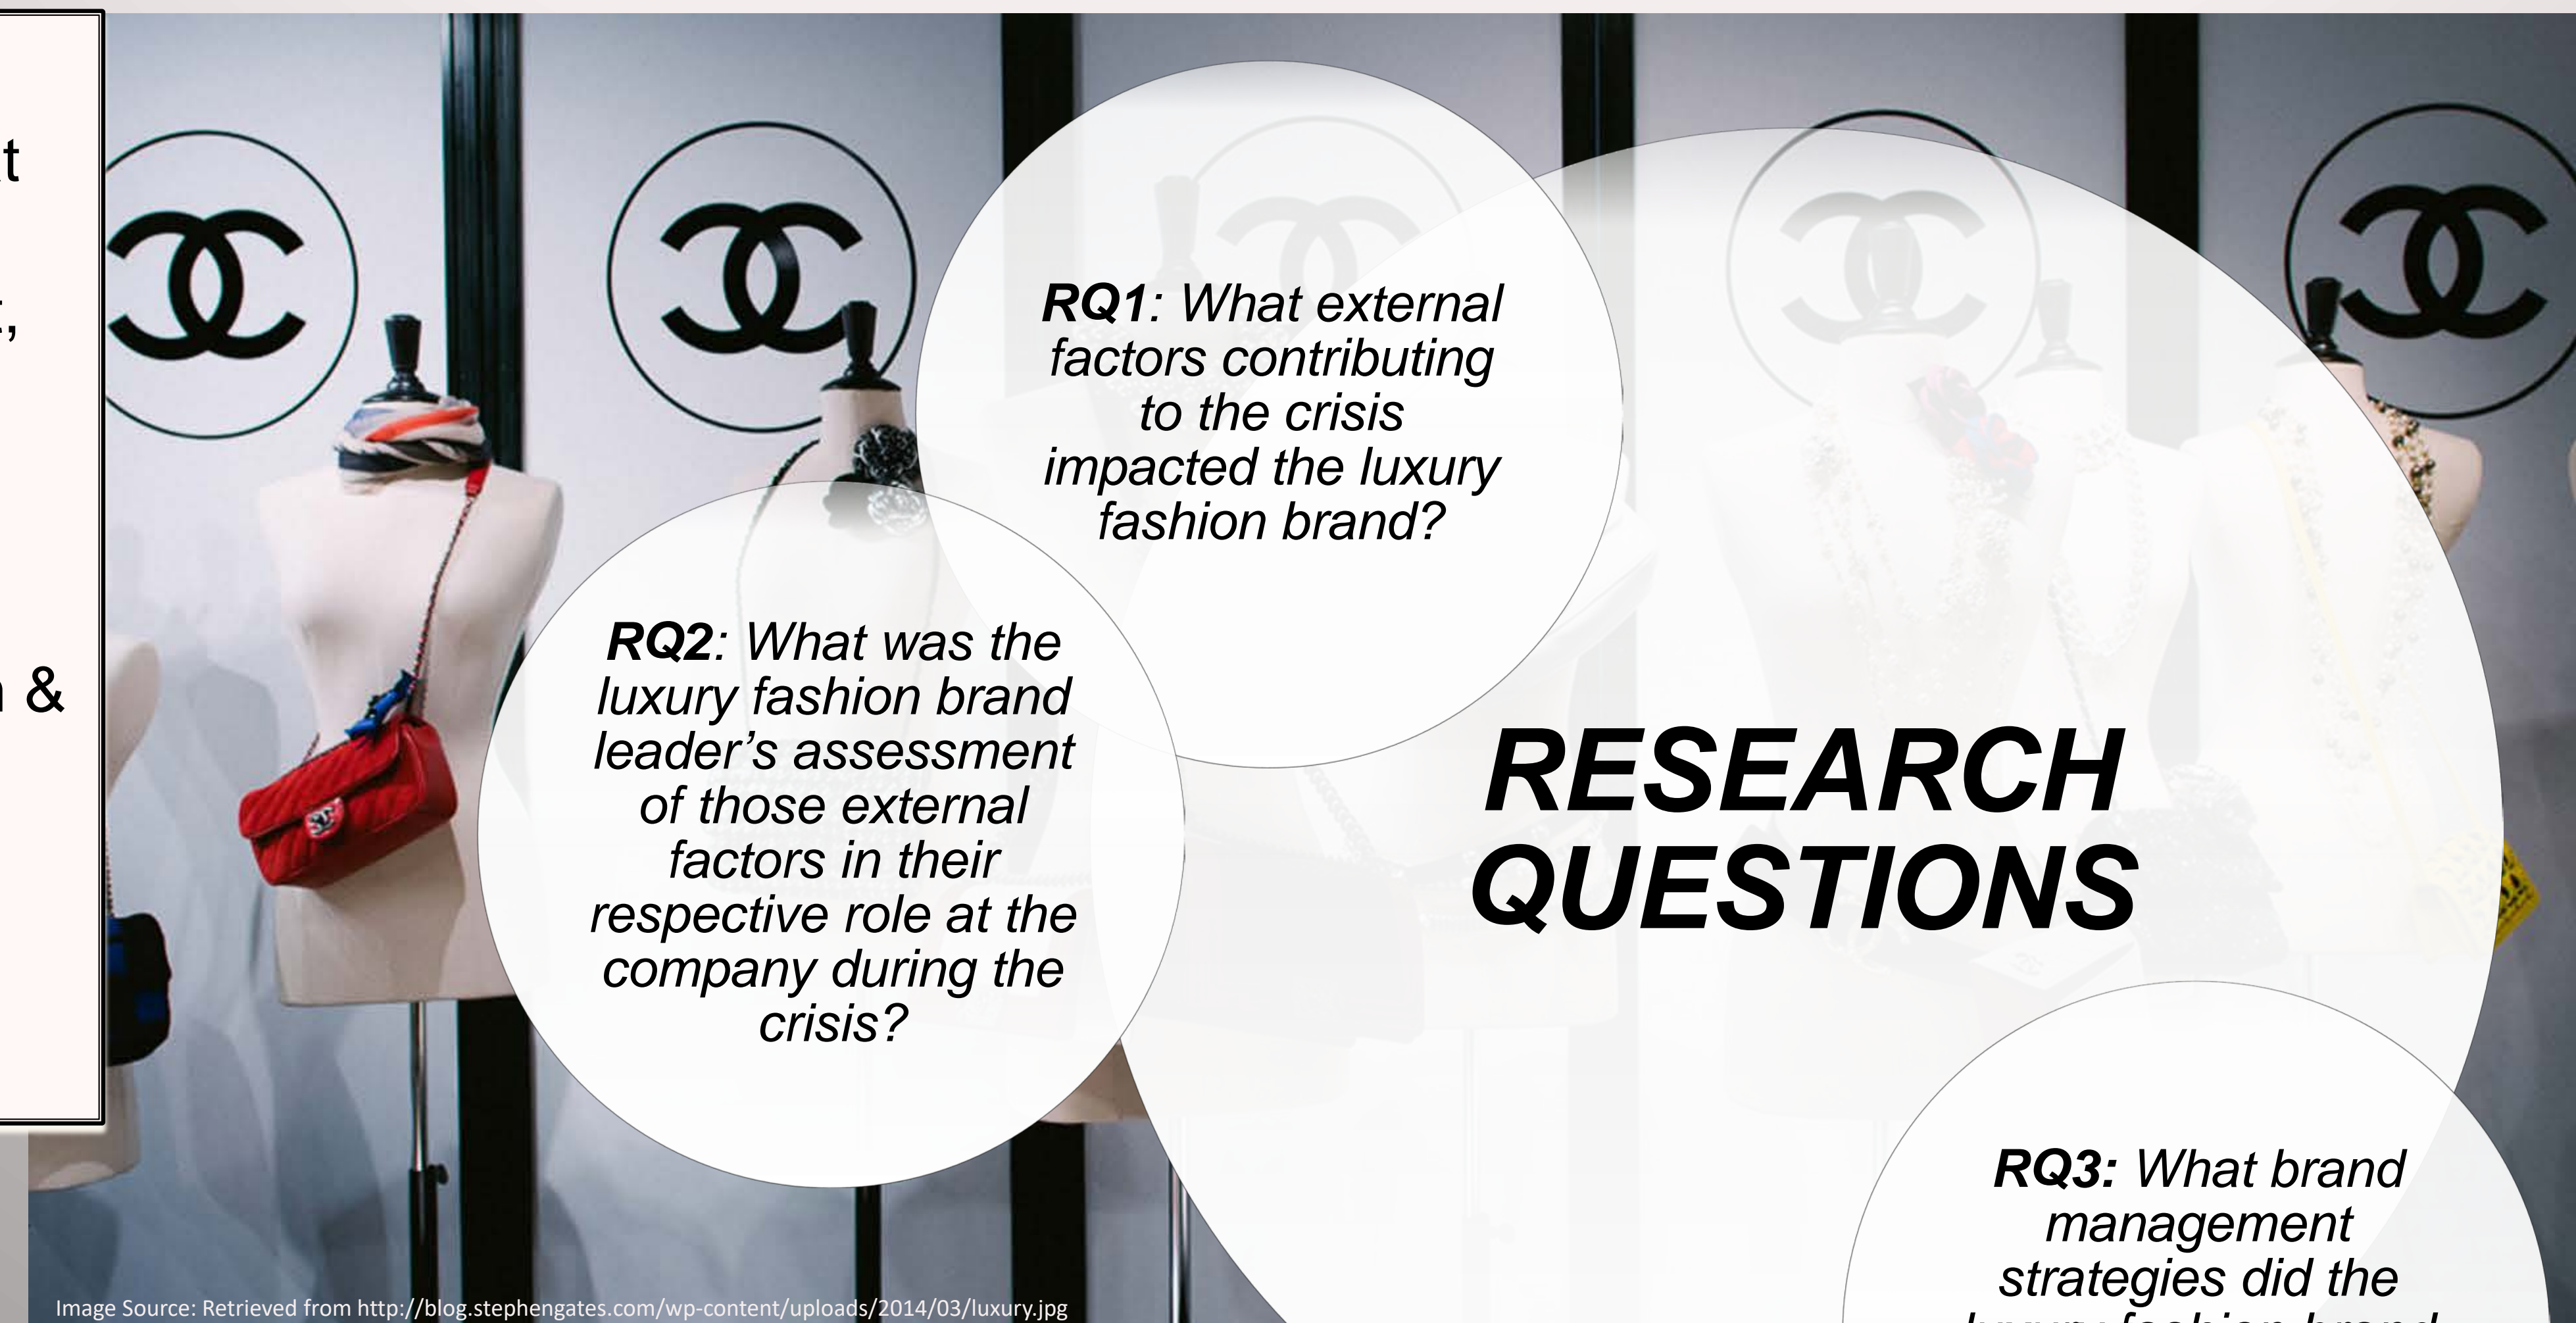 t
t,
&
RQ1: What external
factors contributing
to the crisis
impacted the luxury
fashion brand?
RQ2: What was the
luxury fashion brand
leader’s assessment
of those external
factors in their
respective role at the
company during the
crisis?
RESEARCH
QUESTIONS
RQ3: What brand
management
strategies did the
luxury fashion brand
Image Source: Retrieved from http://blog.stephengates.com/wp-content/uploads/2014/03/luxury.jpg